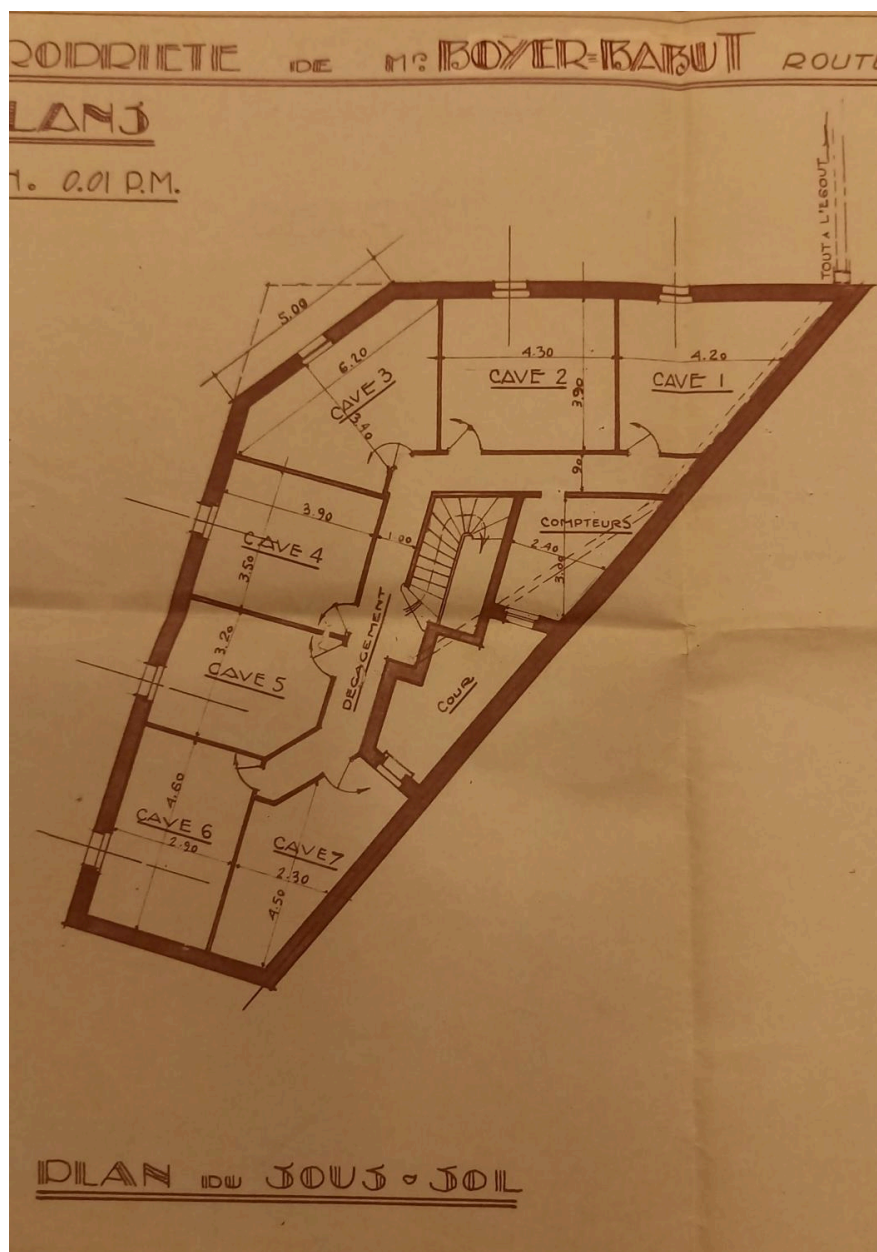 ROPRIETE DE Mr. BOYER=BABUT ROUTE
LANS
. 0.01 P.M.
TOUT A L'EGOUT
5.00
6.20
CAVE 3
3.40
4.30
CAVE 2
3.90
4.20
CAVE 1
90
COMPTEURS
2.40
3.00
3.90
CAVE 4
3.50
1.00
DEGAGEMENT
3.20
CAVE 5
COUR
4.60
CAVE 6
2.90
CAVE 7
2.30
4.50
PLAN DU SOUS-SOL